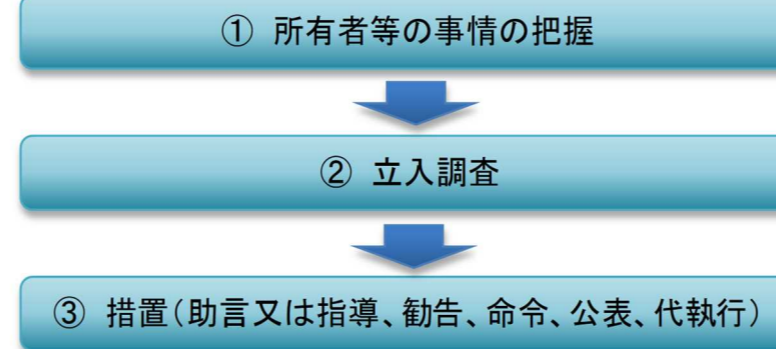 ① 所有者等の事情の把握
② 立入調査
③ 措置(助言又は指導、勧告、命令、公表、代執行)